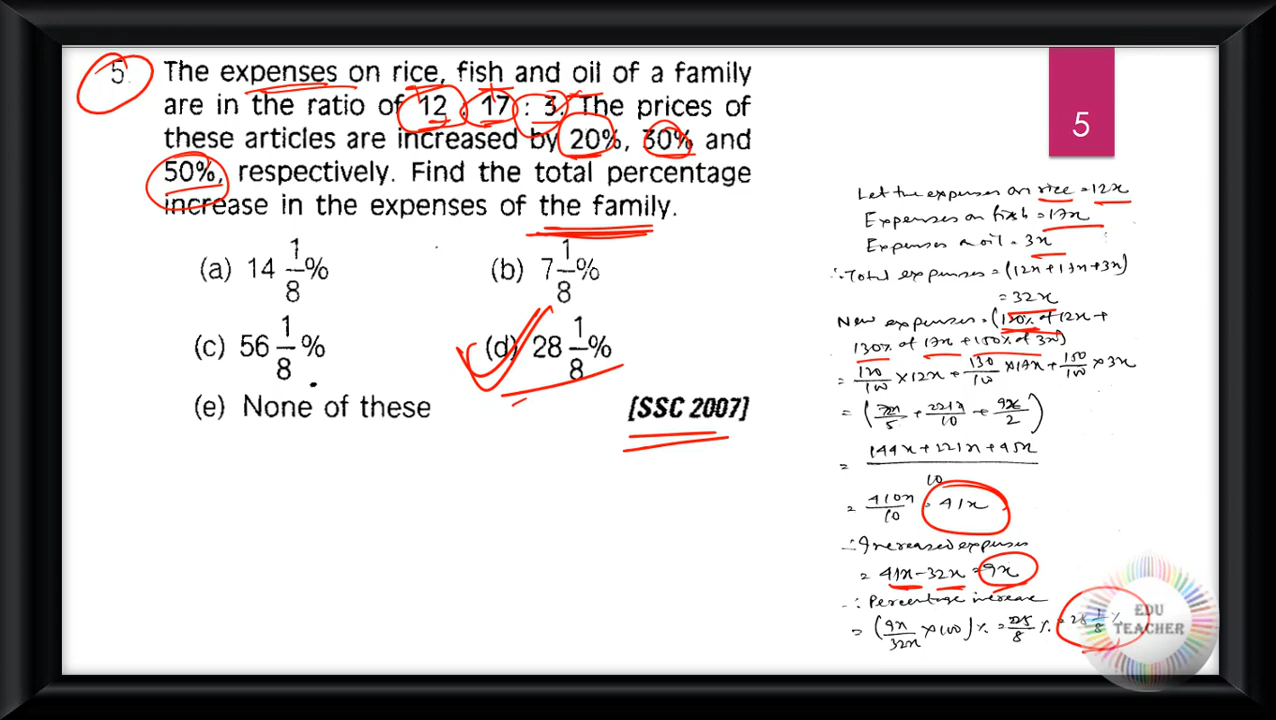 5. The expenses on rice, fish and oil of a family
are in the ratio of 12 : 17 : 3. The prices of
these articles are increased by 20%, 30% and
50%, respectively. Find the total percentage
increase in the expenses of the family.
(a) 14 1/8 % (b) 7 1/8 %
(c) 56 1/8 % (d) 28 1/8 %
(e) None of these [SSC 2007]
5
Let the expenses on rice = 12x
Expenses on fish = 17x
Expenses on oil = 3x
∴ Total expenses = (12x+17x+3x)
= 32x
New expenses = (120% of 12x +
130% of 17x + 150% of 3x)
= 120/100 × 12x + 130/100 × 17x + 150/100 × 3x
= (72x/5 + 221x/10 + 9x/2)
= 144x + 221x + 45x / 10
= 410x/10 = 41x
∴ Increased expenses
= 41x - 32x = 9x
∴ Percentage increase
= (9x/32x × 100) % = 225/8 % = 28 1/8 %
EDU
TEACHER